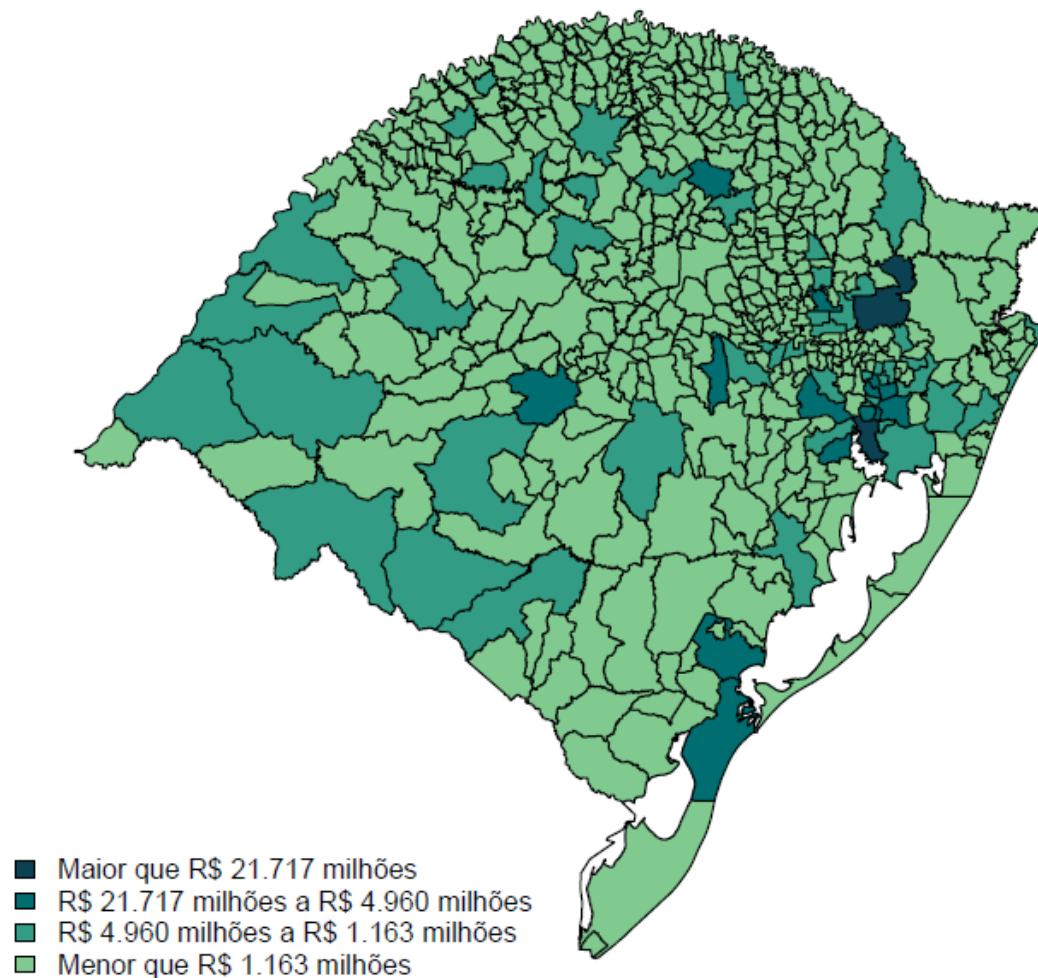 Maior que R$ 21.717 milhões
R$ 21.717 milhões a R$ 4.960 milhões
R$ 4.960 milhões a R$ 1.163 milhões
Menor que R$ 1.163 milhões